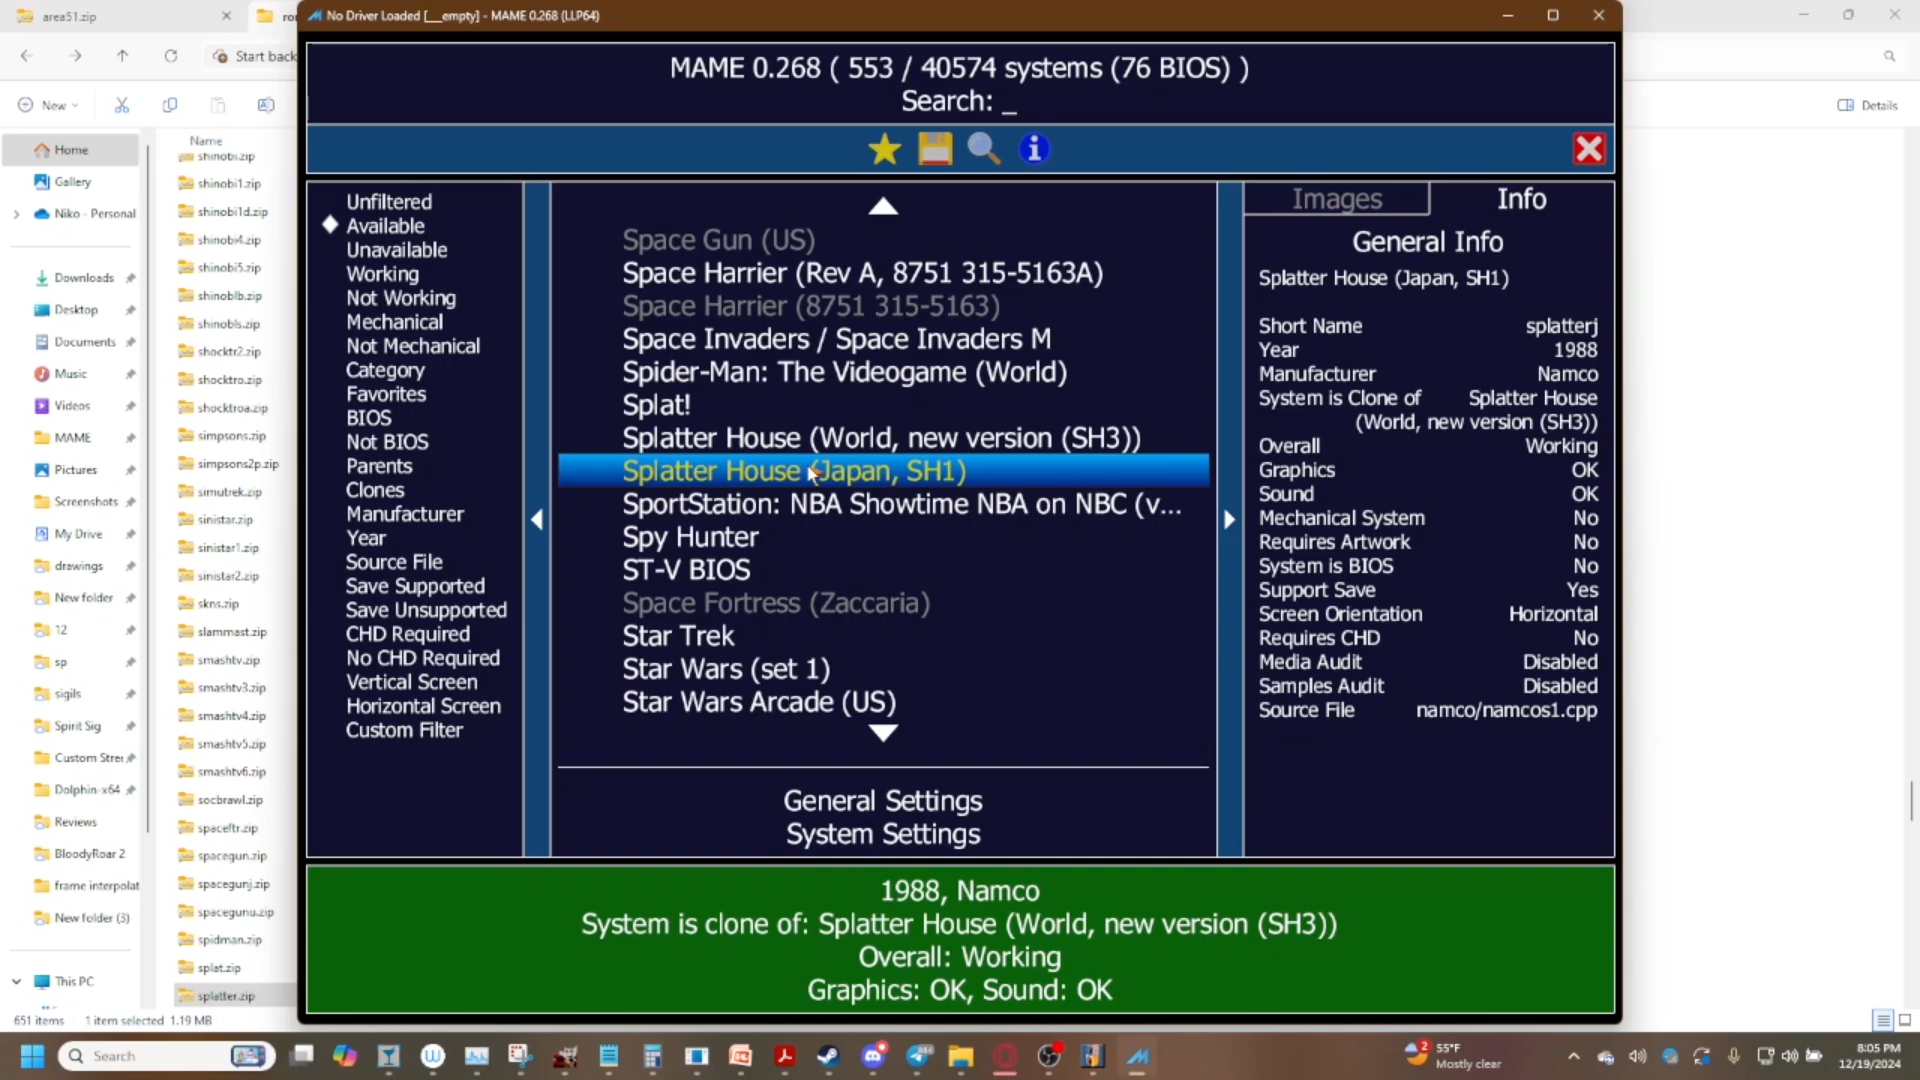 area51.zip
No Driver Loaded [__empty] - MAME 0.268 (LLP64)
Start back
New
Details
Home
Gallery
Niko - Personal
Downloads
Desktop
Documents
Music
Videos
MAME
Pictures
Screenshots
My Drive
drawings
New folder
12
sp
sigils
Spirit Sig
Custom Strea
Dolphin-x64
Reviews
BloodyRoar 2
frame interpolat
New folder (3)
This PC
Name
shinobi.zip
shinobi1.zip
shinobi1d.zip
shinobi4.zip
shinobi5.zip
shinoblb.zip
shinobls.zip
shocktr2.zip
shocktro.zip
shocktroa.zip
simpsons.zip
simpsons2p.zip
simutrek.zip
sinistar.zip
sinistar1.zip
sinistar2.zip
skns.zip
slammast.zip
smashtv.zip
smashtv3.zip
smashtv4.zip
smashtv5.zip
smashtv6.zip
socbrawl.zip
spaceftr.zip
spacegun.zip
spacegunj.zip
spacegunu.zip
spidman.zip
splat.zip
splatter.zip
651 items 1 item selected 1.19 MB
MAME 0.268 ( 553 / 40574 systems (76 BIOS) )
Search: _
Unfiltered
Available
Unavailable
Working
Not Working
Mechanical
Not Mechanical
Category
Favorites
BIOS
Not BIOS
Parents
Clones
Manufacturer
Year
Source File
Save Supported
Save Unsupported
CHD Required
No CHD Required
Vertical Screen
Horizontal Screen
Custom Filter
Space Gun (US)
Space Harrier (Rev A, 8751 315-5163A)
Space Harrier (8751 315-5163)
Space Invaders / Space Invaders M
Spider-Man: The Videogame (World)
Splat!
Splatter House (World, new version (SH3))
Splatter House (Japan, SH1)
SportStation: NBA Showtime NBA on NBC (v...
Spy Hunter
ST-V BIOS
Space Fortress (Zaccaria)
Star Trek
Star Wars (set 1)
Star Wars Arcade (US)
General Settings
System Settings
Images Info
General Info
Splatter House (Japan, SH1)
Short Name splatterj
Year 1988
Manufacturer Namco
System is Clone of Splatter House
(World, new version (SH3))
Overall Working
Graphics OK
Sound OK
Mechanical System No
Requires Artwork No
System is BIOS No
Support Save Yes
Screen Orientation Horizontal
Requires CHD No
Media Audit Disabled
Samples Audit Disabled
Source File namco/namcos1.cpp
1988, Namco
System is clone of: Splatter House (World, new version (SH3))
Overall: Working
Graphics: OK, Sound: OK
Search
55°F
Mostly clear
8:05 PM
12/19/2024